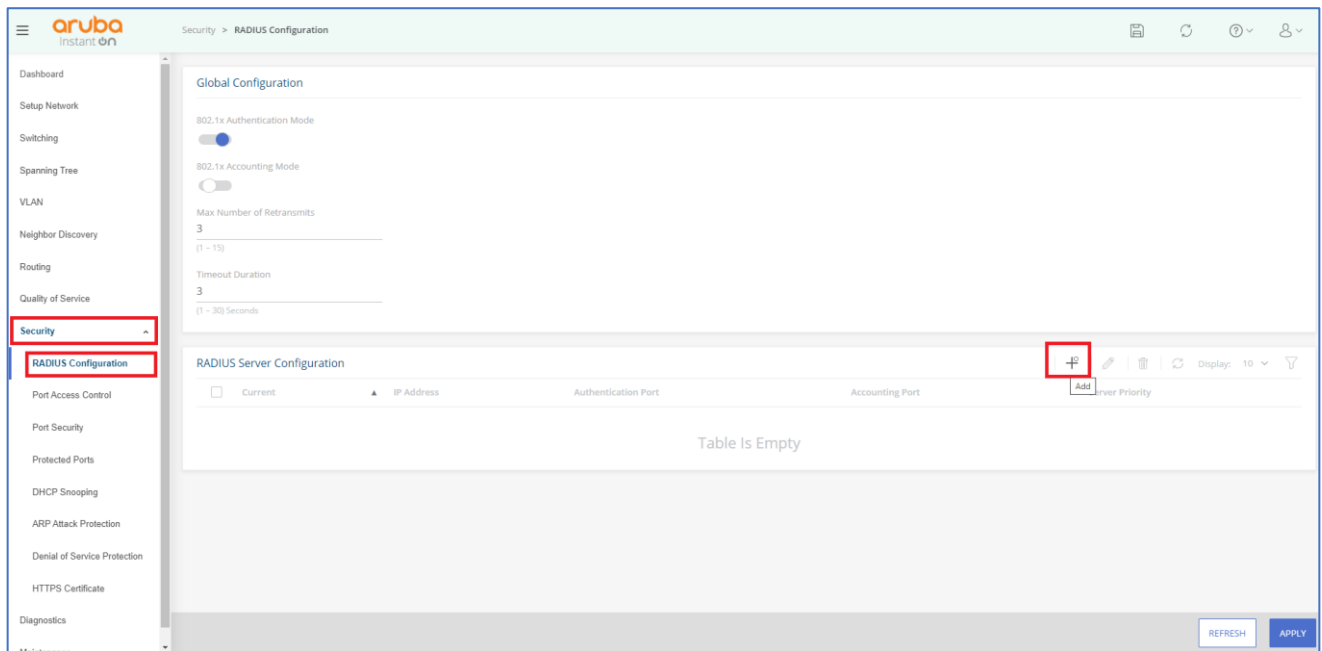 aruba
instant on
Security > RADIUS Configuration
Dashboard
Setup Network
Switching
Spanning Tree
VLAN
Neighbor Discovery
Routing
Quality of Service
Security
RADIUS Configuration
Port Access Control
Port Security
Protected Ports
DHCP Snooping
ARP Attack Protection
Denial of Service Protection
HTTPS Certificate
Diagnostics
Global Configuration
802.1x Authentication Mode
802.1x Accounting Mode
Max Number of Retransmits
3
(1 – 15)
Timeout Duration
3
(1 – 30) Seconds
RADIUS Server Configuration
Display: 10
Add
Current IP Address Authentication Port Accounting Port erver Priority
Table Is Empty
REFRESH APPLY